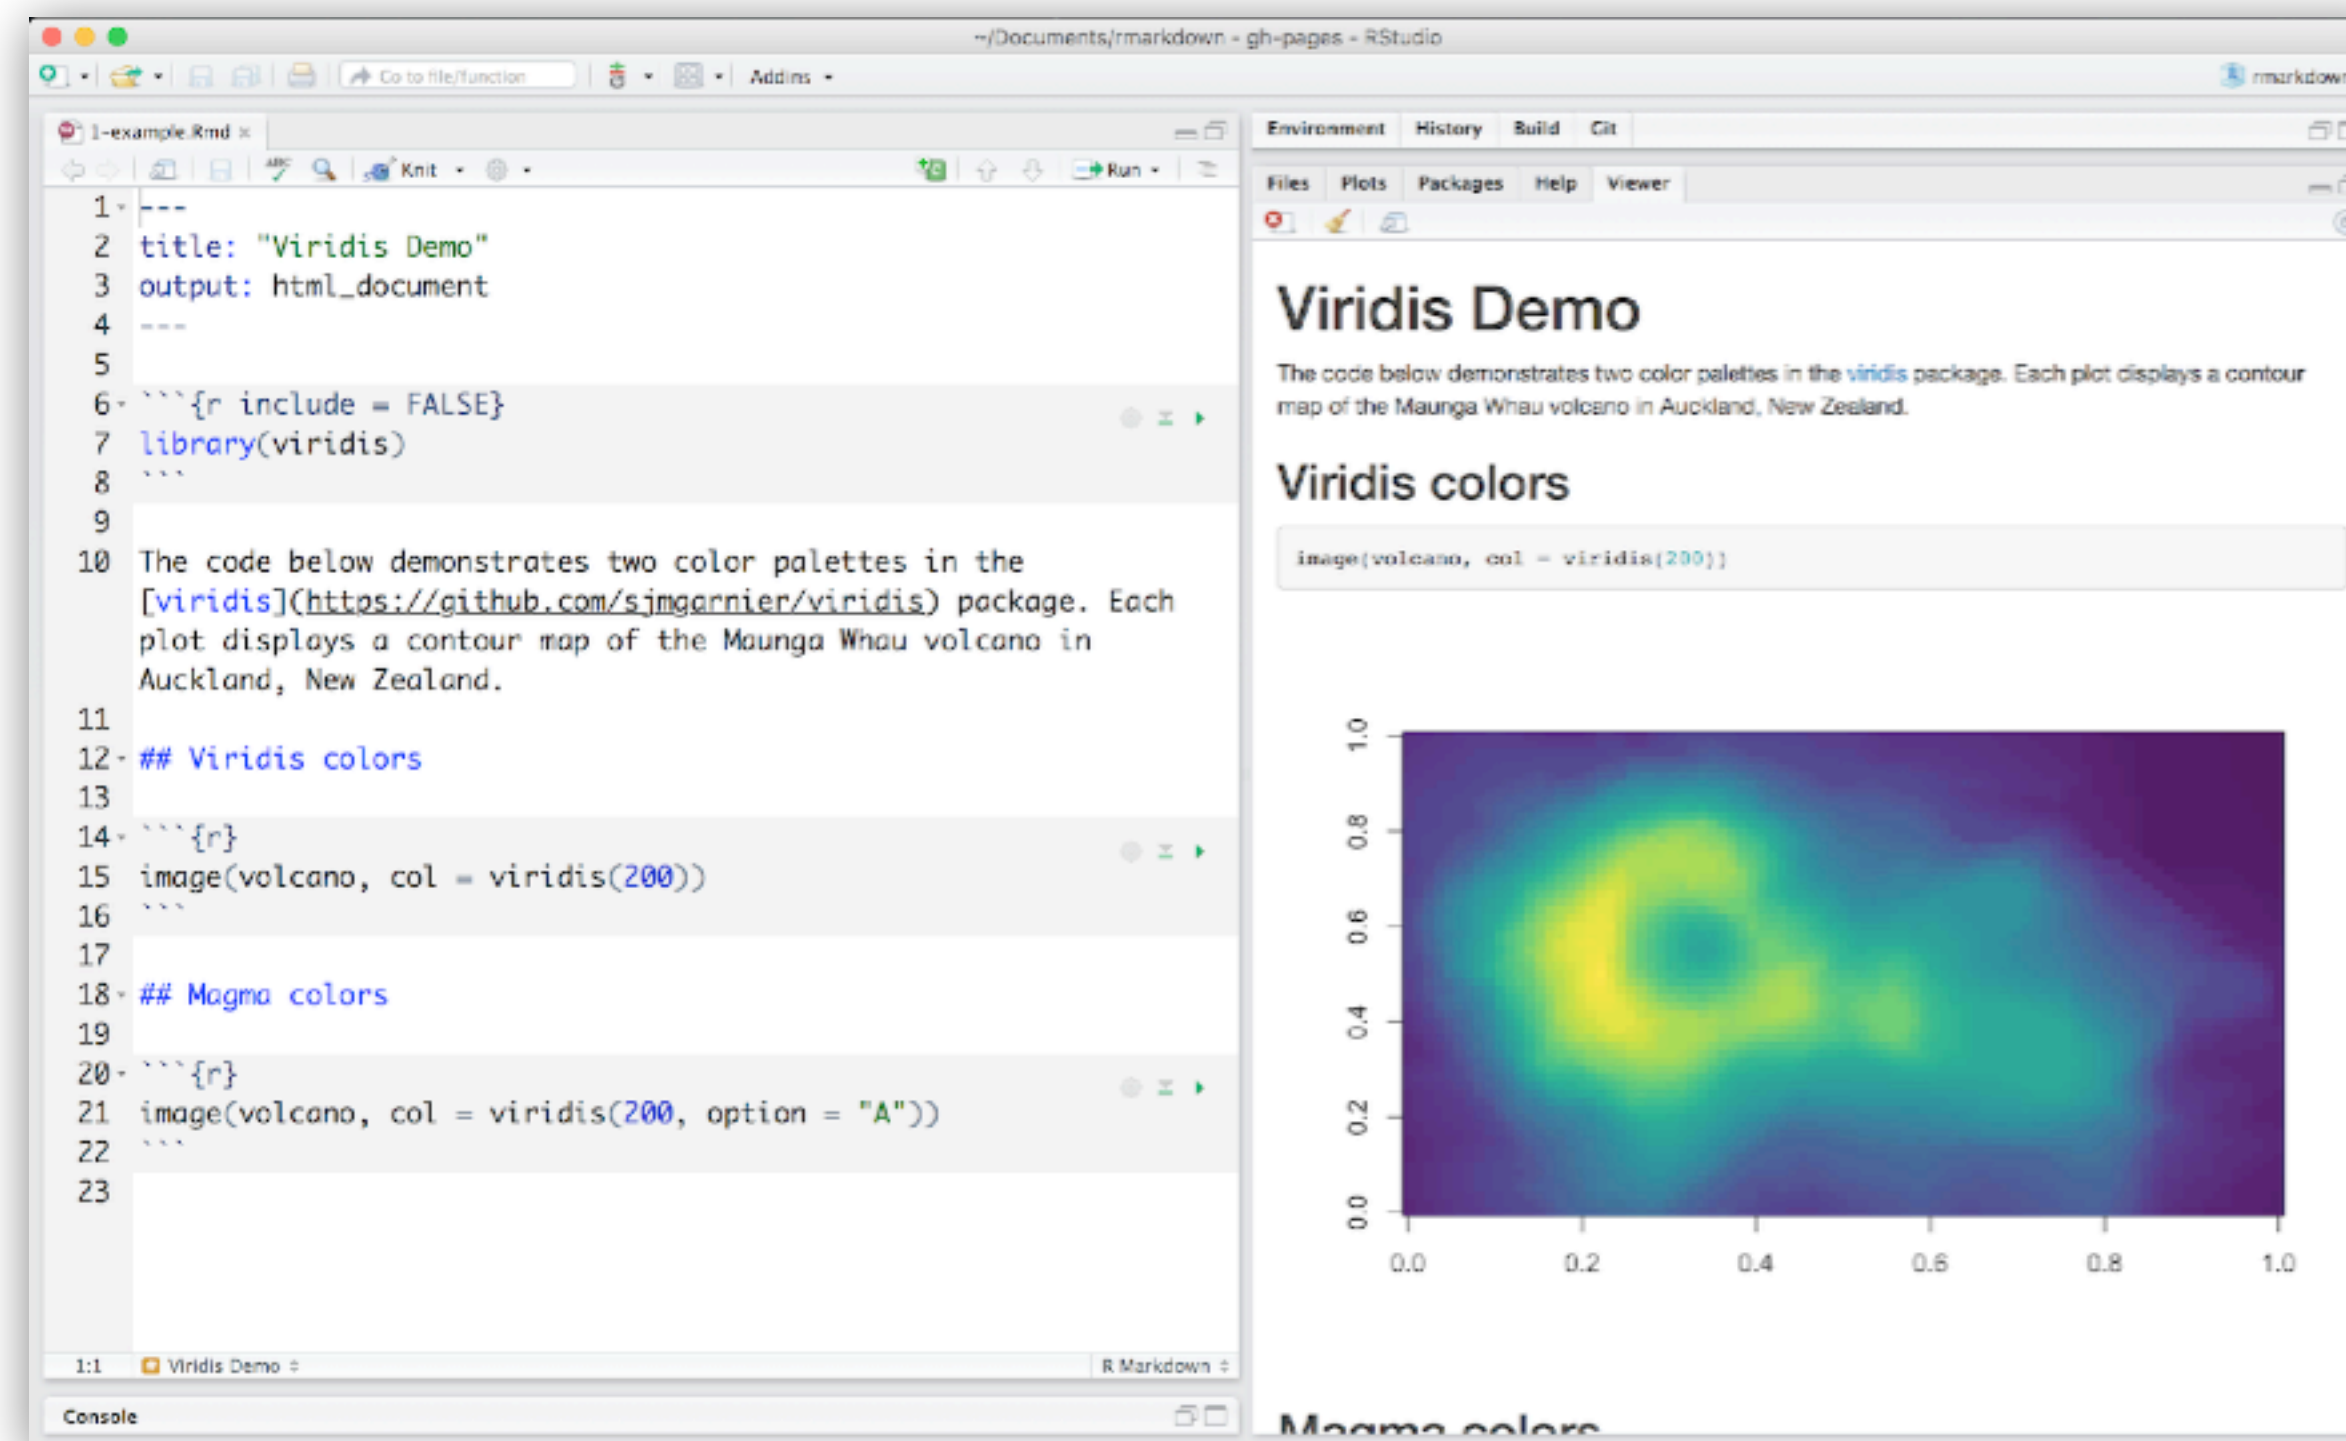 ~/Documents/rmarkdown - gh-pages - RStudio
Go to file/function
Addins
rmarkdown
1-example.Rmd
Environment History Build Git
ABC
Knit
Run
Files Plots Packages Help Viewer
1 ---
2 title: "Viridis Demo"
3 output: html_document
4 ---
5
6 ```{r include = FALSE}
7 library(viridis)
8 ```
9
10 The code below demonstrates two color palettes in the
[viridis](https://github.com/sjmgarnier/viridis) package. Each
plot displays a contour map of the Maunga Whau volcano in
Auckland, New Zealand.
11
12 ## Viridis colors
13
14 ```{r}
15 image(volcano, col = viridis(200))
16 ```
17
18 ## Magma colors
19
20 ```{r}
21 image(volcano, col = viridis(200, option = "A"))
22 ```
23
1:1 Viridis Demo
R Markdown
Console
Viridis Demo
The code below demonstrates two color palettes in the viridis package. Each plot displays a contour
map of the Maunga Whau volcano in Auckland, New Zealand.
Viridis colors
image(volcano, col = viridis(200))
1.0
0.8
0.6
0.4
0.2
0.0
0.0 0.2 0.4 0.6 0.8 1.0
Magma colors